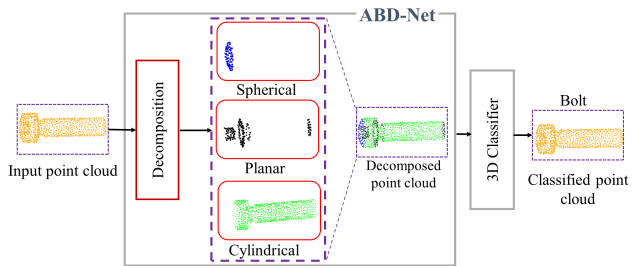 ABD-Net
Input point cloud
Decomposition
Spherical
Planar
Cylindrical
Decomposed
point cloud
3D Classifier
Bolt
Classified point
cloud